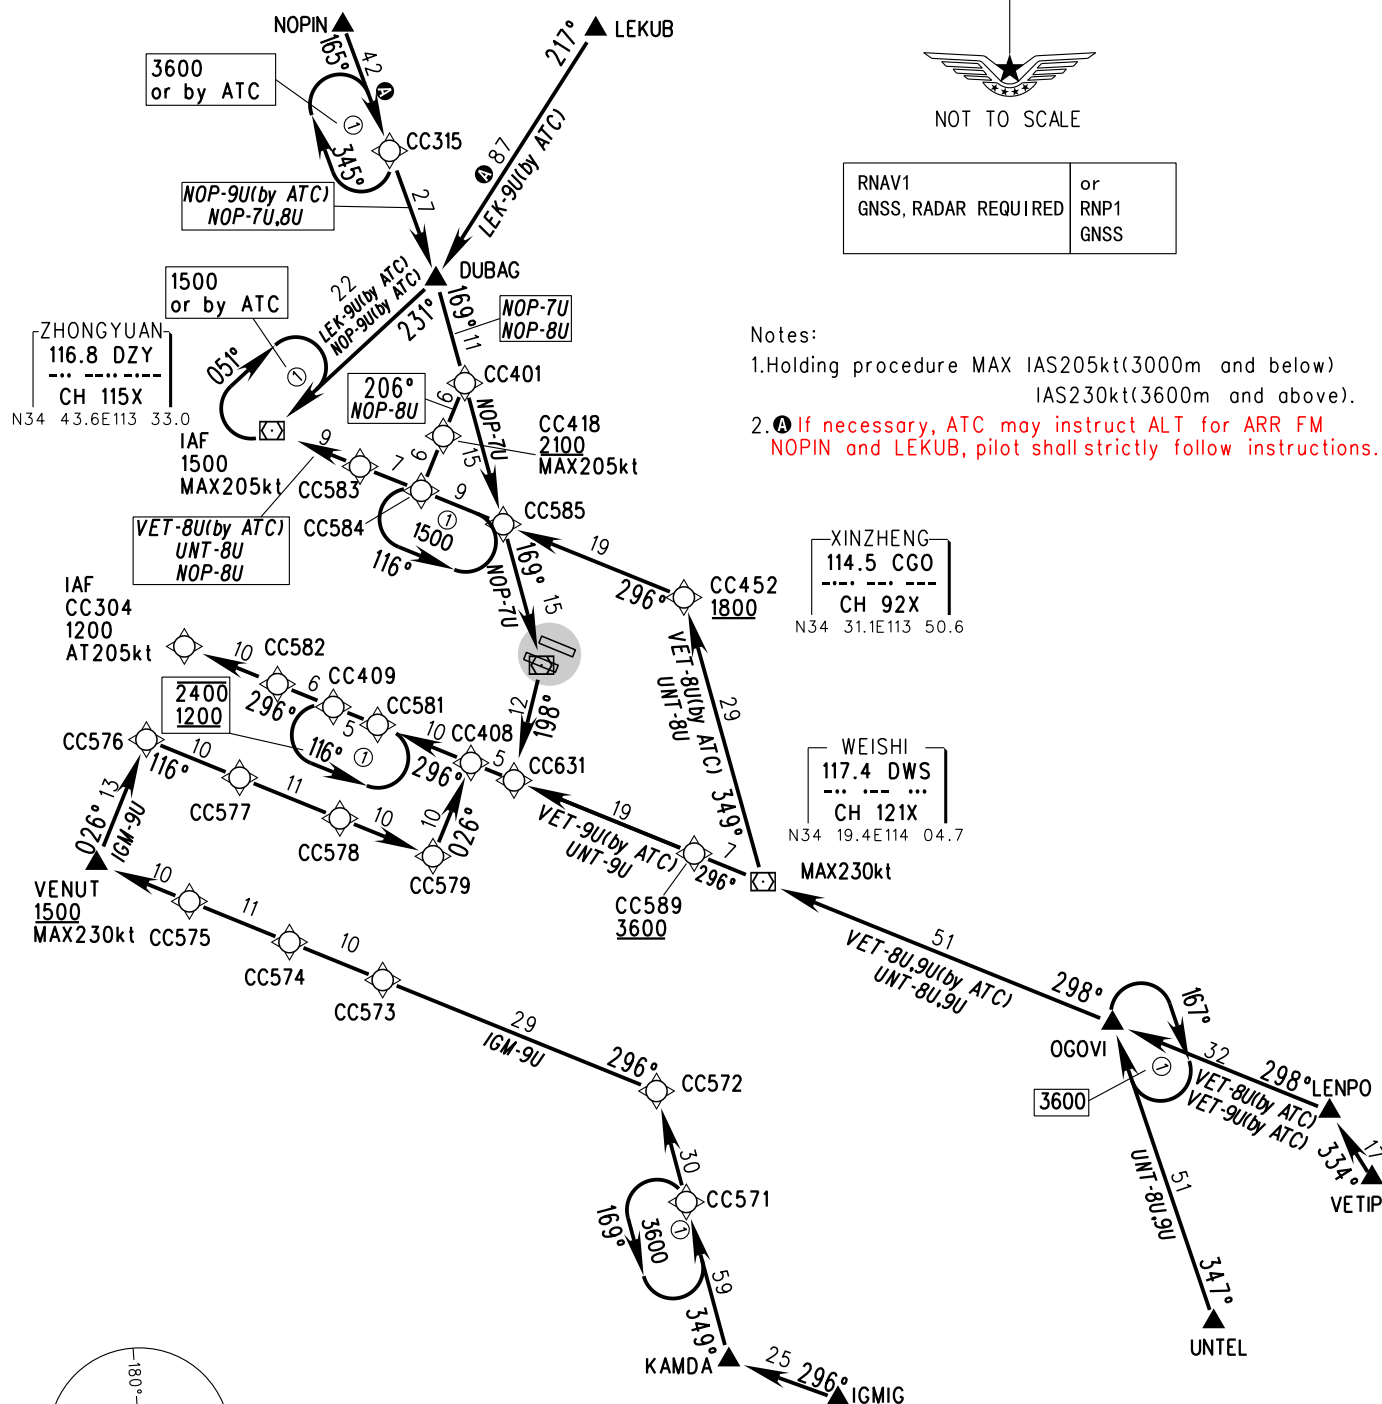 NOPIN
LEKUB
165°
42
A
217°
3600
or by ATC
1
345°
CC315
NOT TO SCALE
A 87
LEK-9U(by ATC)
RNAV1
GNSS, RADAR REQUIRED
or
RNP1
GNSS
NOP-9U(by ATC)
NOP-7U,8U
27
DUBAG
1500
or by ATC
22
LEK-9U(by ATC)
NOP-9U(by ATC)
231°
169°
11
NOP-7U
NOP-8U
ZHONGYUAN
116.8 DZY
-·· --·· -·--
CH 115X
N34 43.6E113 33.0
051°
1
Notes:
1.Holding procedure MAX IAS205kt(3000m and below)
IAS230kt(3600m and above).
2. A If necessary, ATC may instruct ALT for ARR FM
NOPIN and LEKUB, pilot shall strictly follow instructions.
CC401
206°
NOP-8U
6
NOP-7U
15
CC418
2100
MAX205kt
IAF
1500
MAX205kt
9
7
6
9
CC583
CC584
CC585
1
1500
116°
VET-8U(by ATC)
UNT-8U
NOP-8U
169°
NOP-7U
15
19
296°
CC452
1800
XINZHENG
114.5 CGO
-·-· --· ---
CH 92X
N34 31.1E113 50.6
IAF
CC304
1200
AT205kt
10
CC582
296°
6
CC409
5
CC581
2400
1200
116°
1
10
296°
CC408
5
CC631
12
198°
VET-8U(by ATC)
UNT-8U
29
349°
WEISHI
117.4 DWS
-·· ·-- ···
CH 121X
N34 19.4E114 04.7
MAX230kt
CC576
116°
10
CC577
11
CC578
10
CC579
10
026°
13
026°
IGM-9U
19
VET-9U(by ATC)
UNT-9U
7
296°
CC589
3600
VENUT
1500
MAX230kt
10
CC575
11
CC574
10
CC573
29
IGM-9U
296°
CC572
51
VET-8U,9U(by ATC)
UNT-8U,9U
298°
OGOVI
167°
1
3600
32
298°
VET-8U(by ATC)
VET-9U(by ATC)
LENPO
17
334°
VETIP
51
UNT-8U,9U
347°
UNTEL
30
CC571
1
169°
3600
59
349°
KAMDA
25
296°
IGMIG
180°